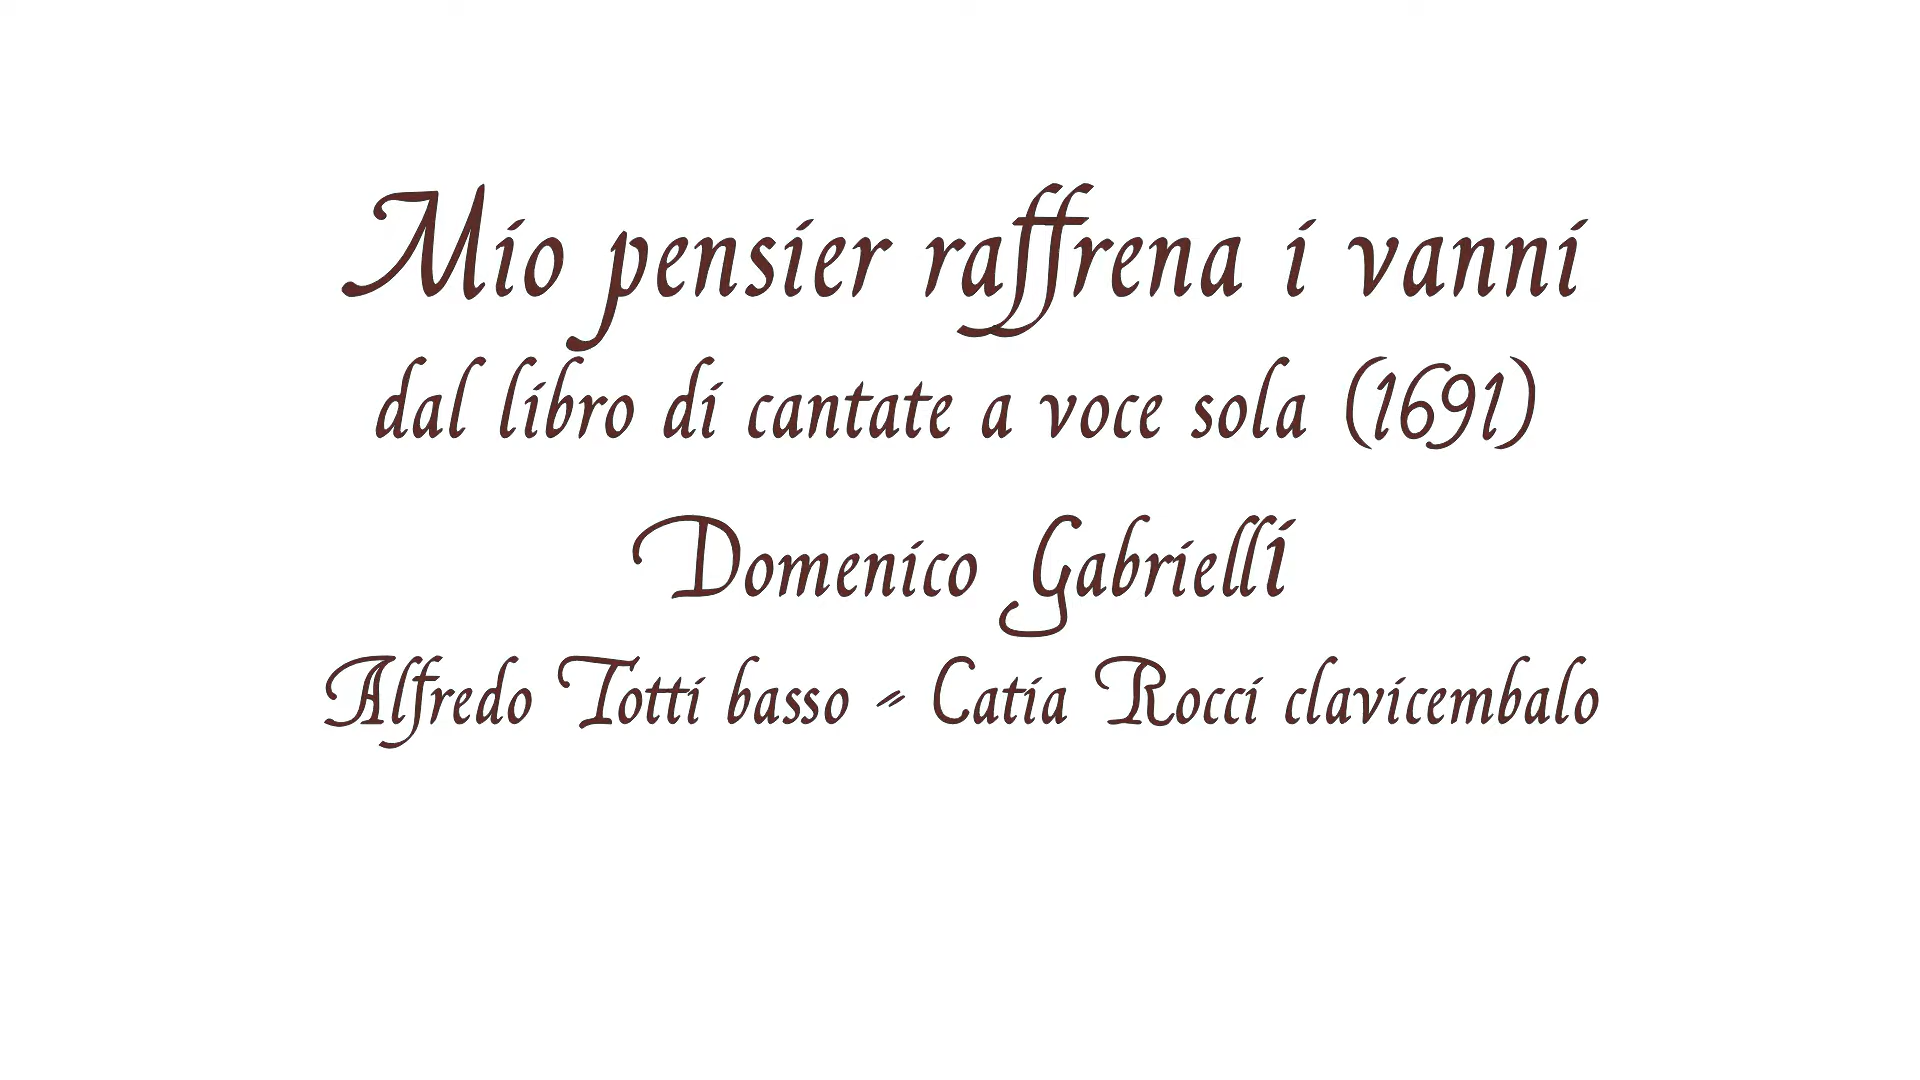 Mio pensier raffrena i vanni
dal libro di cantate a voce sola (1691)
Domenico Gabrielli
Alfredo Totti basso - Catia Rocci clavicembalo